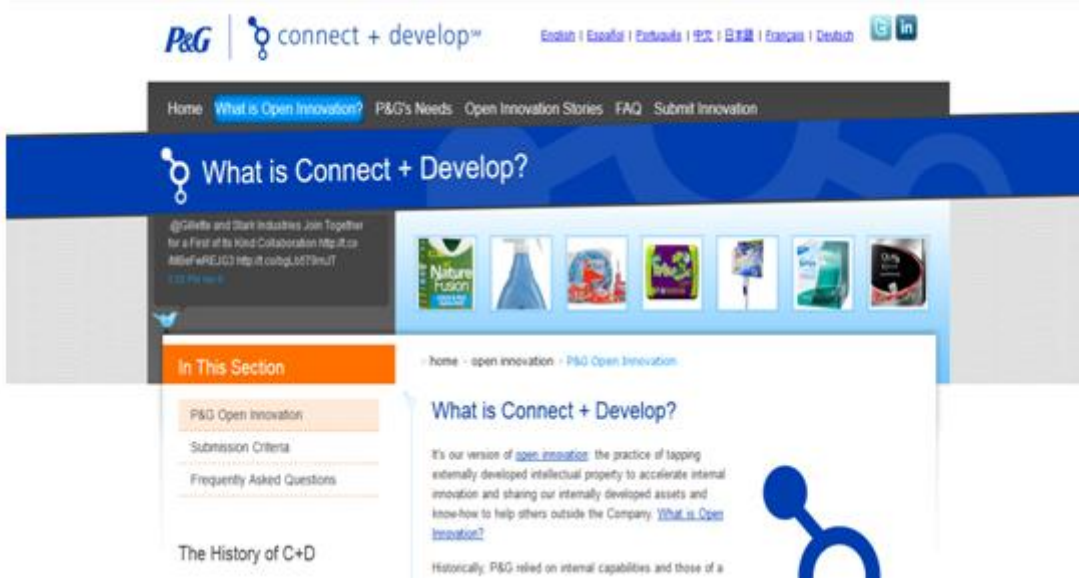 P&G connect + develop℠
English | Español | Português | 中文 | 日本語 | Français | Deutsch
Home What is Open Innovation? P&G's Needs Open Innovation Stories FAQ Submit Innovation
What is Connect + Develop?
@Gillette and Stark Industries Join Together
for a First of Its Kind Collaboration http://t.co
Nature
Fusion
In This Section
home open innovation P&G Open Innovation
P&G Open Innovation
Submission Criteria
Frequently Asked Questions
The History of C+D
What is Connect + Develop?
It's our version of open innovation: the practice of tapping
externally developed intellectual property to accelerate internal
innovation and sharing our internally developed assets and
know-how to help others outside the Company. What is Open
Innovation?
Historically, P&G relied on internal capabilities and those of a